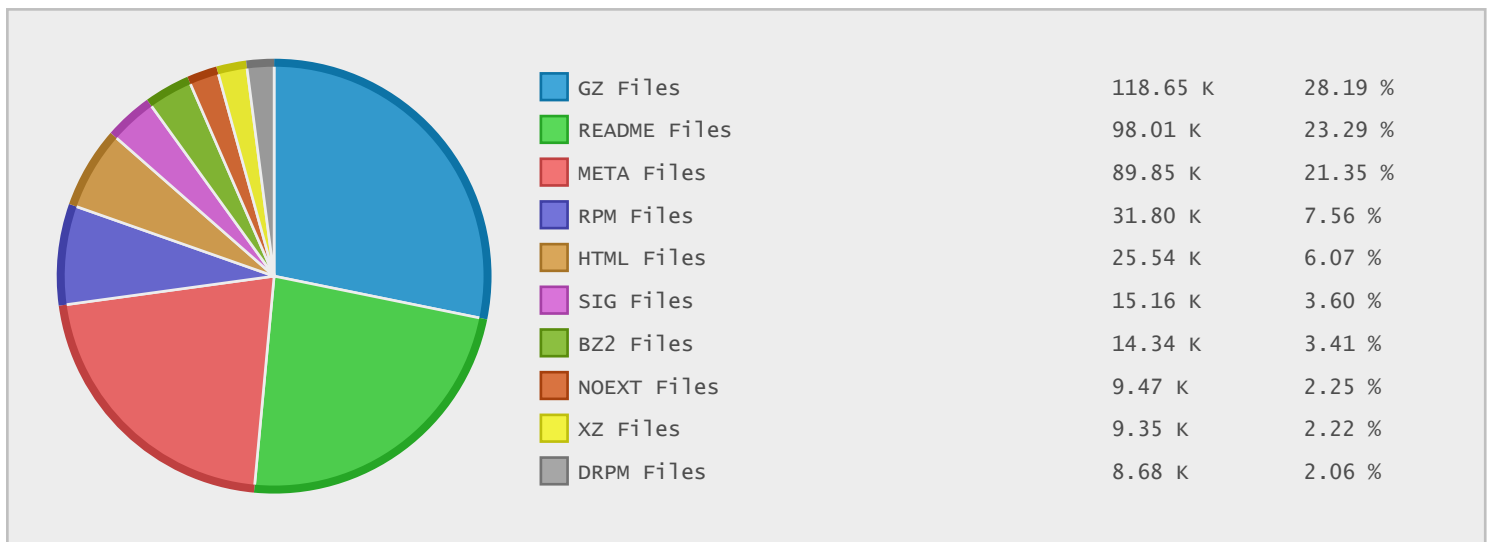 GZ Files 118.65 K 28.19 %
README Files 98.01 K 23.29 %
META Files 89.85 K 21.35 %
RPM Files 31.80 K 7.56 %
HTML Files 25.54 K 6.07 %
SIG Files 15.16 K 3.60 %
BZ2 Files 14.34 K 3.41 %
NOEXT Files 9.47 K 2.25 %
XZ Files 9.35 K 2.22 %
DRPM Files 8.68 K 2.06 %